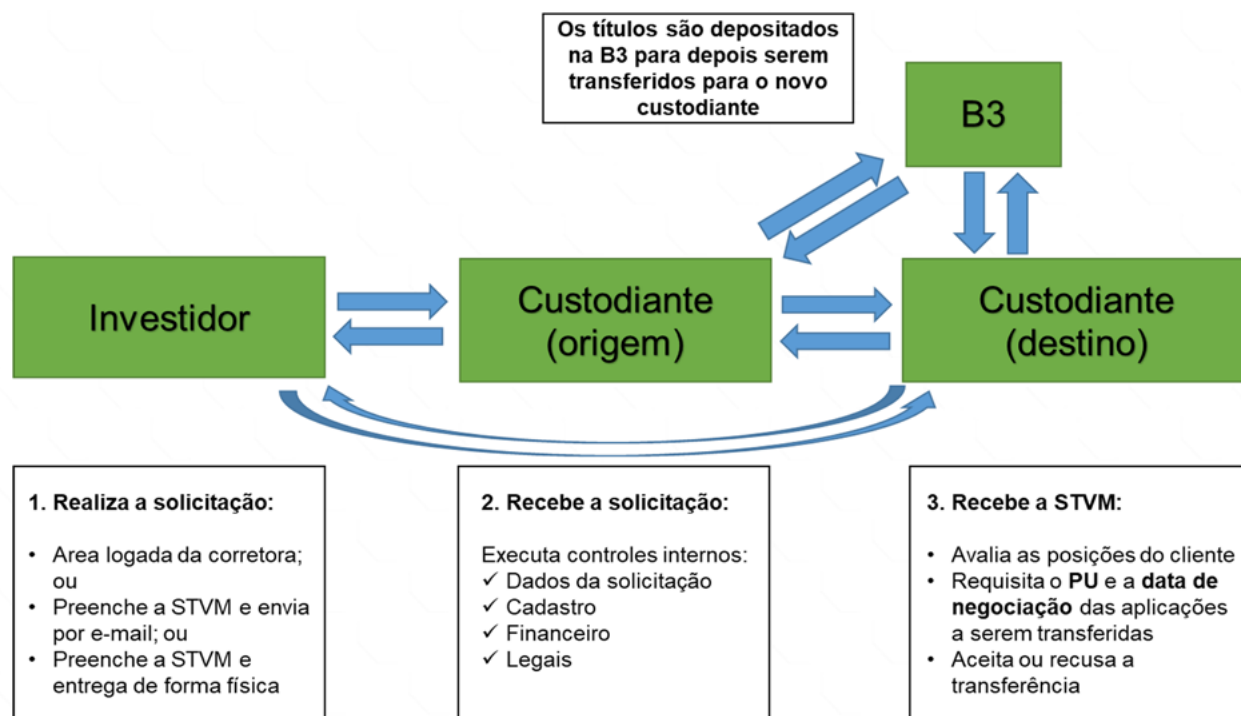 Os títulos são depositados
na B3 para depois serem
transferidos para o novo
custodiante
B3
Investidor
Custodiante
(origem)
Custodiante
(destino)
1. Realiza a solicitação:
• Area logada da corretora;
ou
• Preenche a STVM e envia
por e-mail; ou
• Preenche a STVM e
entrega de forma física
2. Recebe a solicitação:
Executa controles internos:
✓ Dados da solicitação
✓ Cadastro
✓ Financeiro
✓ Legais
3. Recebe a STVM:
• Avalia as posições do cliente
• Requisita o PU e a data de
negociação das aplicações
a serem transferidas
• Aceita ou recusa a
transferência